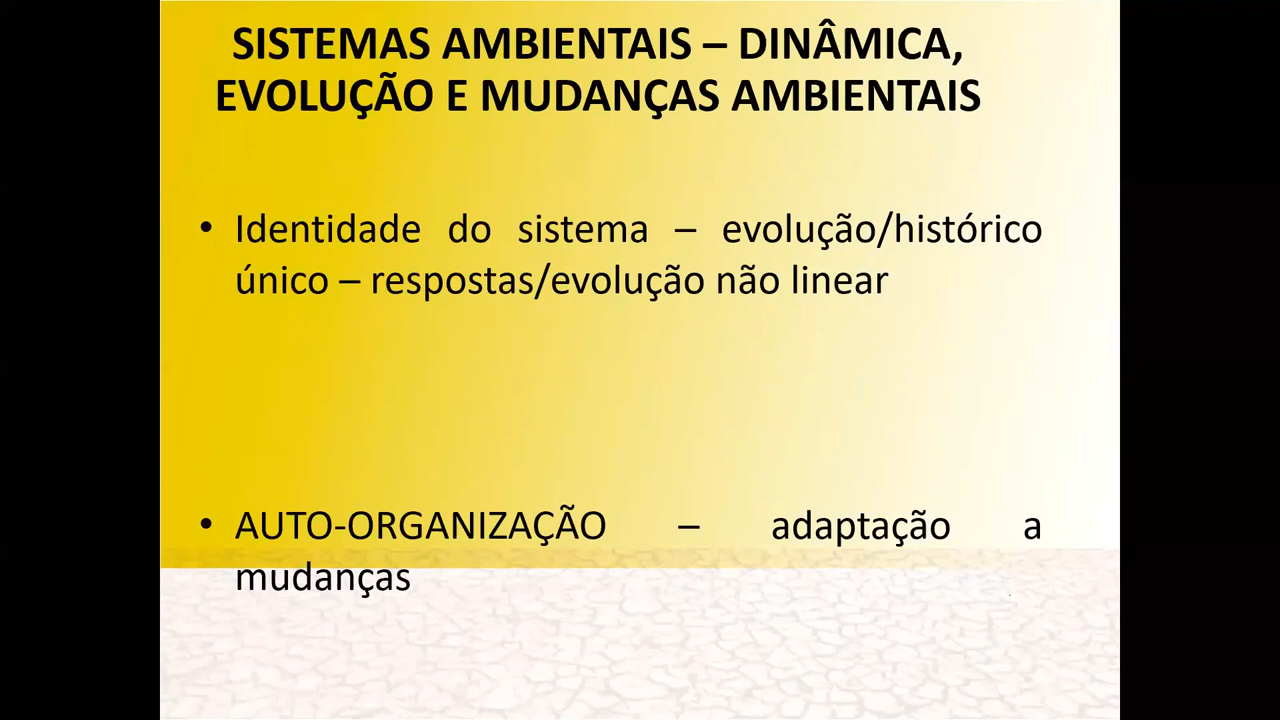 SISTEMAS AMBIENTAIS – DINÂMICA,
EVOLUÇÃO E MUDANÇAS AMBIENTAIS
• Identidade do sistema – evolução/histórico
único – respostas/evolução não linear
• AUTO-ORGANIZAÇÃO – adaptação a
mudanças